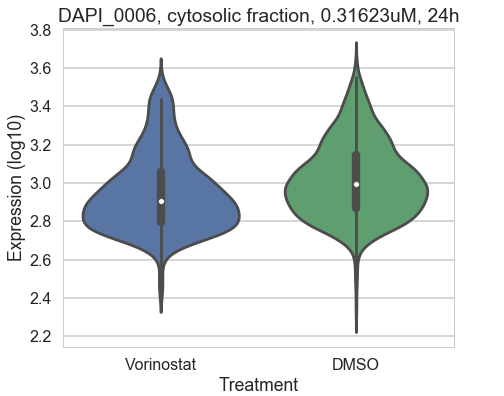 DAPI_0006, cytosolic fraction, 0.31623uM, 24h
Expression (log10)
3.8
3.6
3.4
3.2
3.0
2.8
2.6
2.4
2.2
Vorinostat DMSO
Treatment